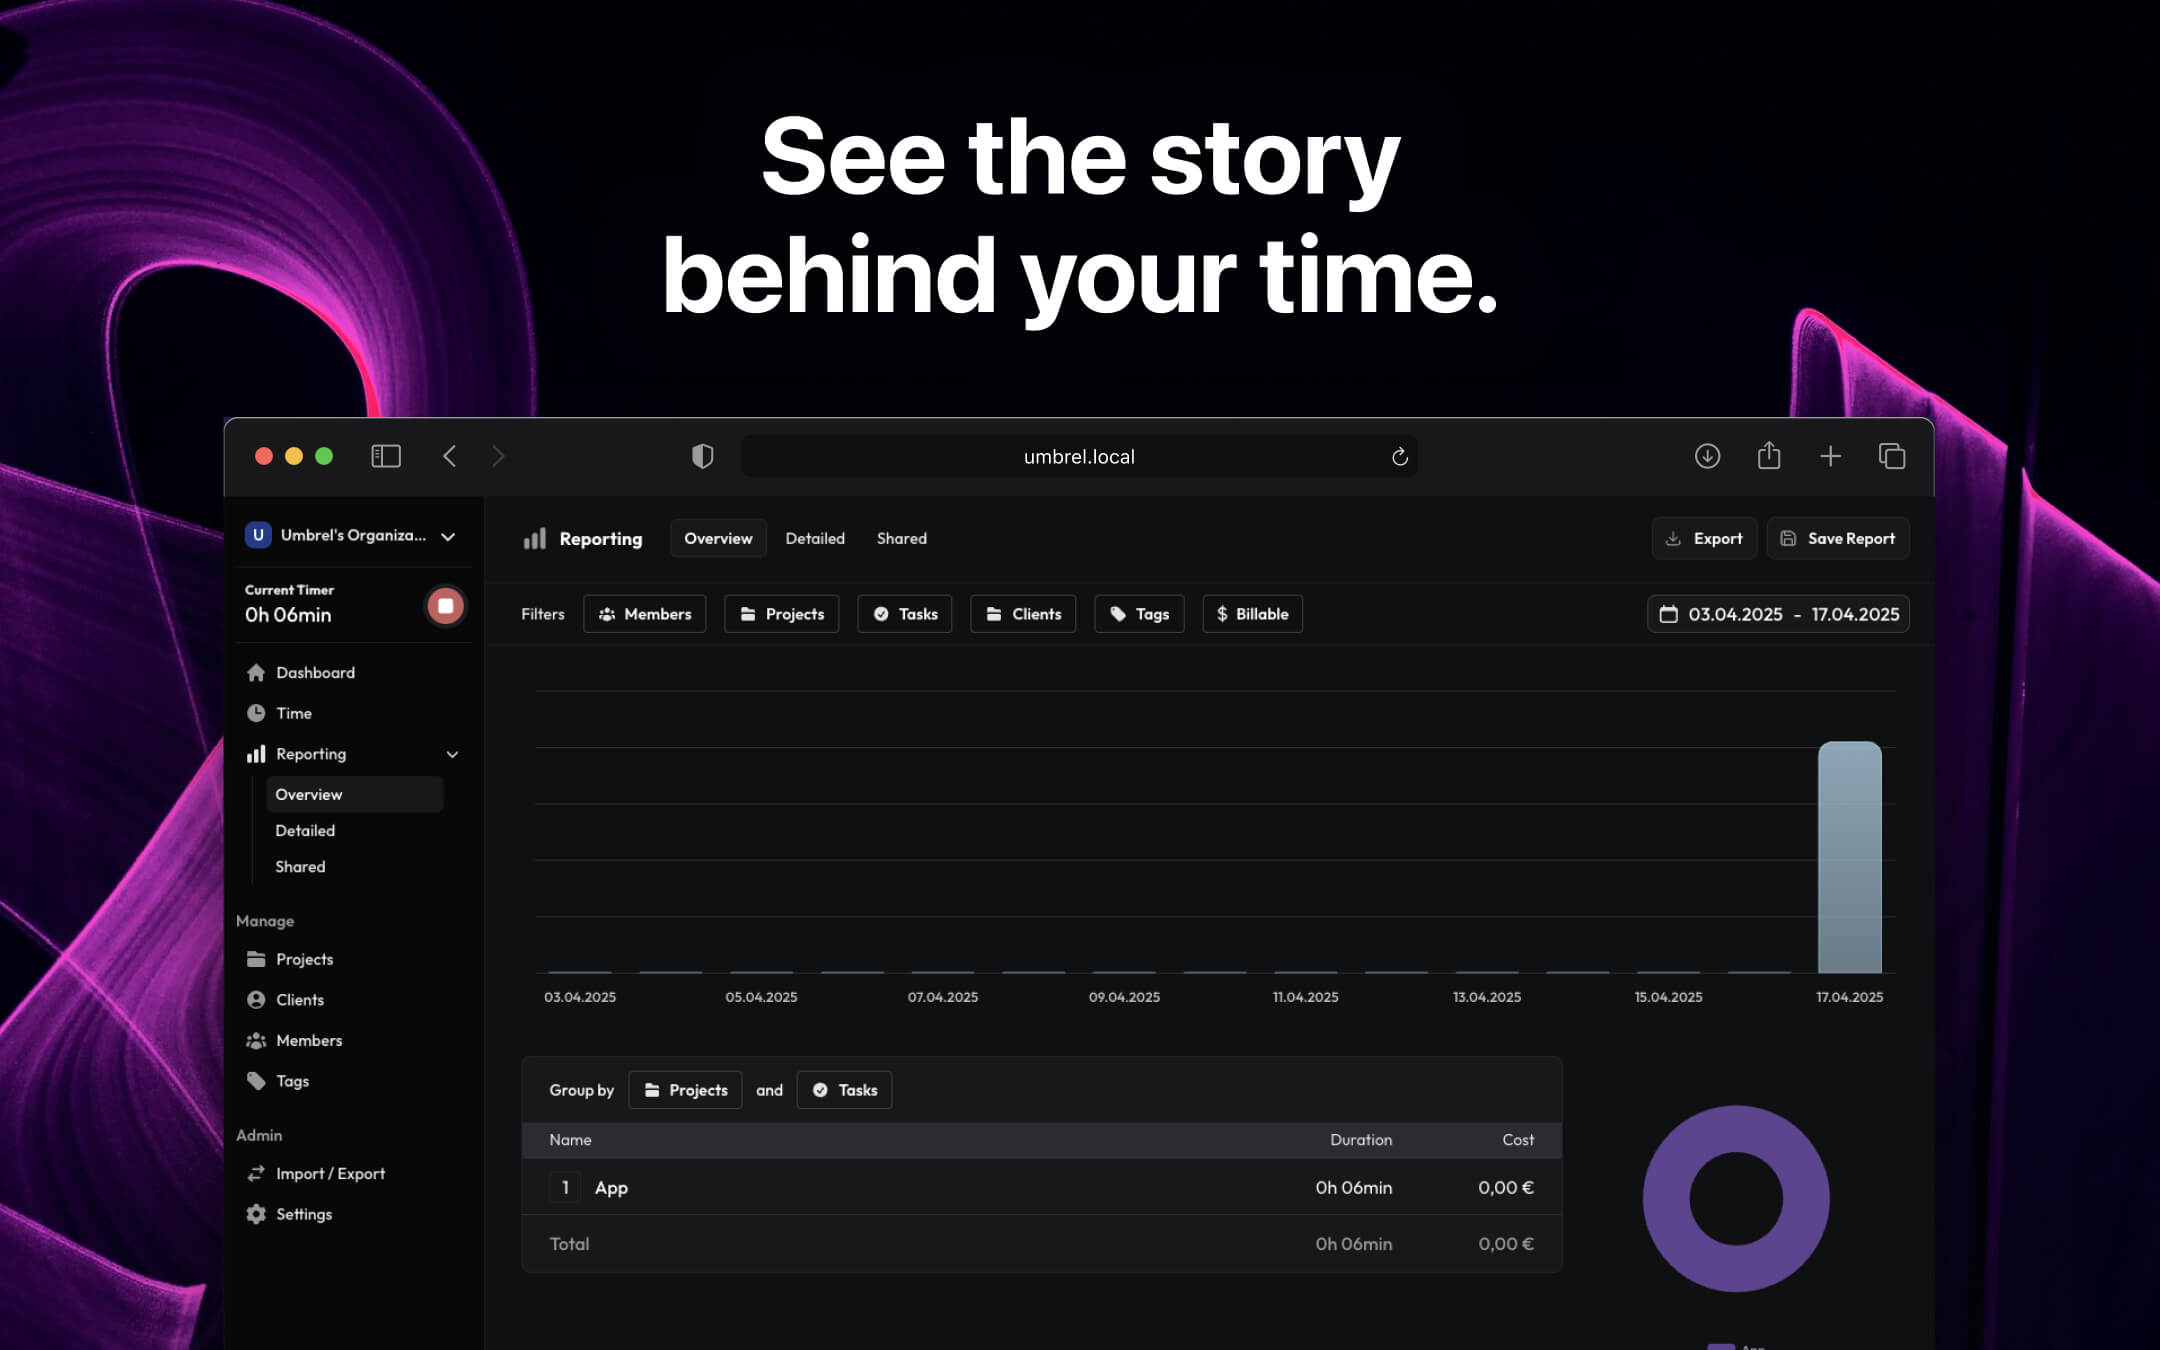 See the story
behind your time.
umbrel.local
U Umbrel's Organiza...
Current Timer
0h 06min
Dashboard
Time
Reporting
Overview
Detailed
Shared
Manage
Projects
Clients
Members
Tags
Admin
Import / Export
Settings
Reporting Overview Detailed Shared Export Save Report
Filters Members Projects Tasks Clients Tags $ Billable 03.04.2025 - 17.04.2025
03.04.2025 05.04.2025 07.04.2025 09.04.2025 11.04.2025 13.04.2025 15.04.2025 17.04.2025
Group by Projects and Tasks
Name Duration Cost
1 App 0h 06min 0,00 €
Total 0h 06min 0,00 €